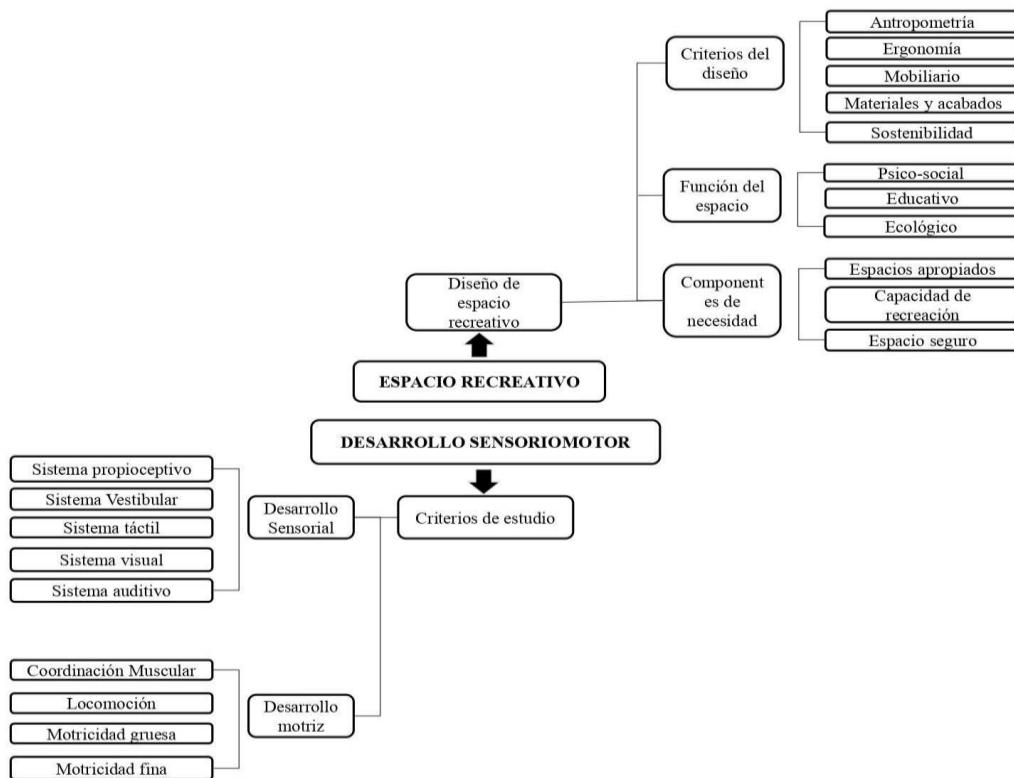 Antropometría
Ergonomía
Mobiliario
Materiales y acabados
Sostenibilidad
Criterios del
diseño
Psico-social
Educativo
Ecológico
Función del
espacio
Espacios apropiados
Capacidad de
recreación
Espacio seguro
Component
es de
necesidad
Diseño de
espacio
recreativo
ESPACIO RECREATIVO
DESARROLLO SENSORIOMOTOR
Criterios de estudio
Desarrollo
Sensorial
Sistema propioceptivo
Sistema Vestibular
Sistema táctil
Sistema visual
Sistema auditivo
Desarrollo
motriz
Coordinación Muscular
Locomoción
Motricidad gruesa
Motricidad fina